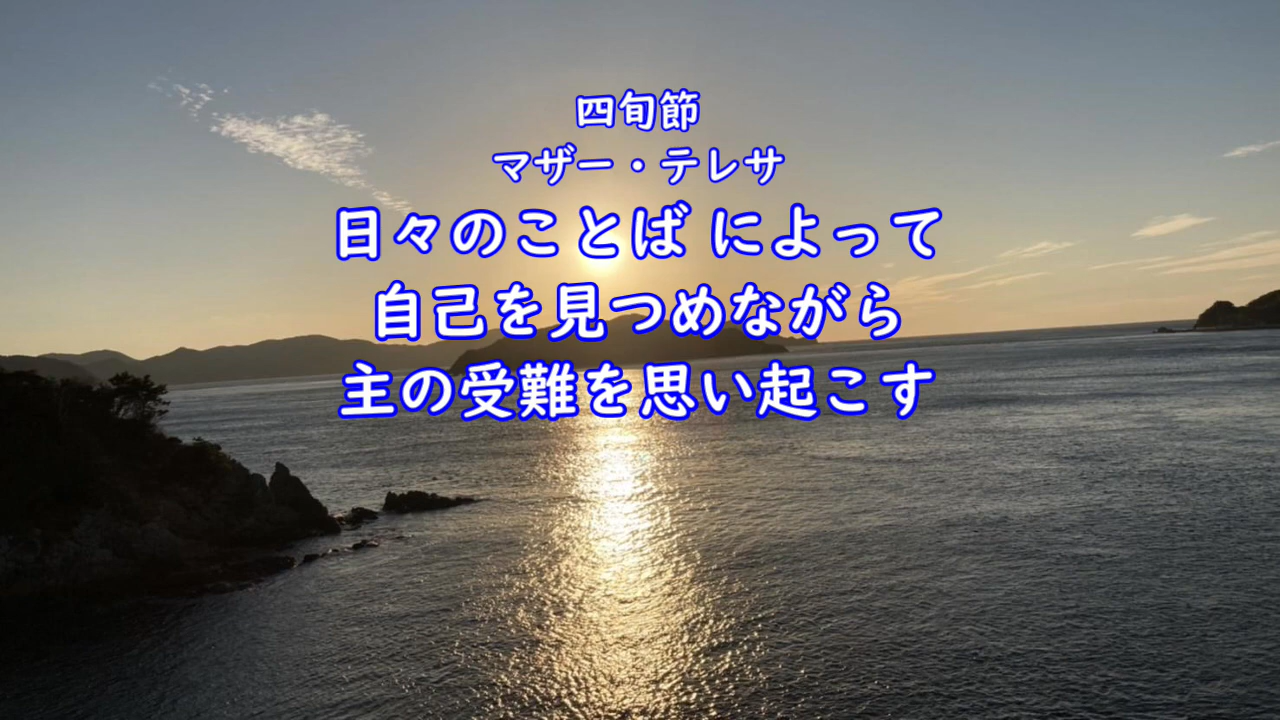 四旬節
マザー・テレサ
日々のことば によって
自己を見つめながら
主の受難を思い起こす